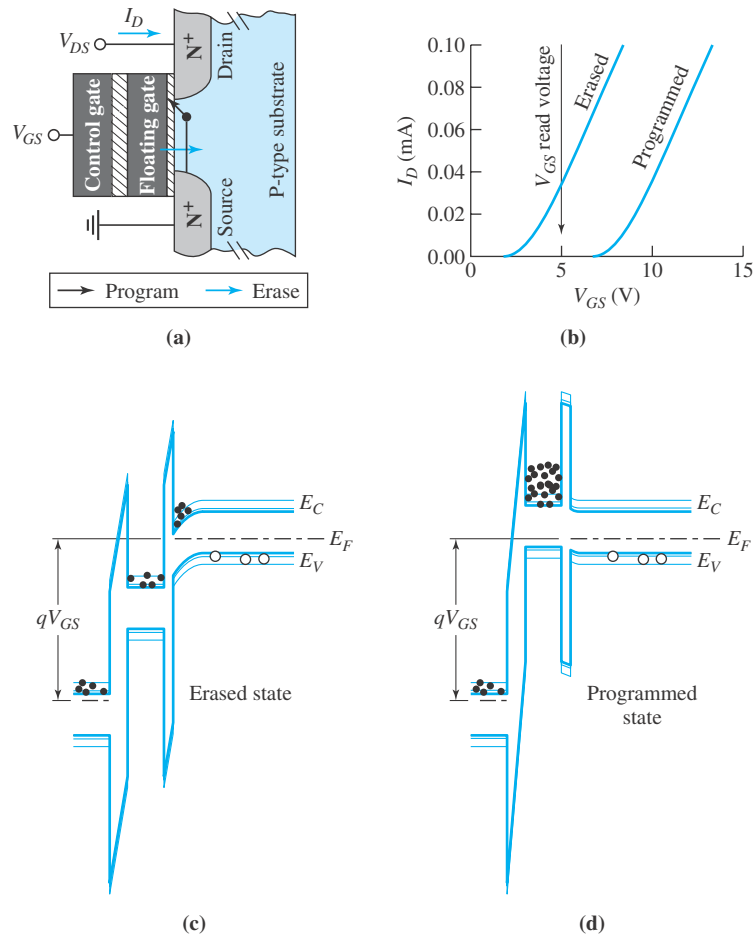 I_D
V_DS
N+
Drain
Control gate
Floating gate
P-type substrate
V_GS
N+
Source
Program
Erase
(a)
0.10
0.08
0.06
0.04
0.02
0.00
I_D (mA)
V_GS read voltage
Erased
Programmed
0
5
10
15
V_GS (V)
(b)
E_C
E_F
E_V
qV_GS
Erased state
(c)
E_C
E_F
E_V
qV_GS
Programmed
state
(d)